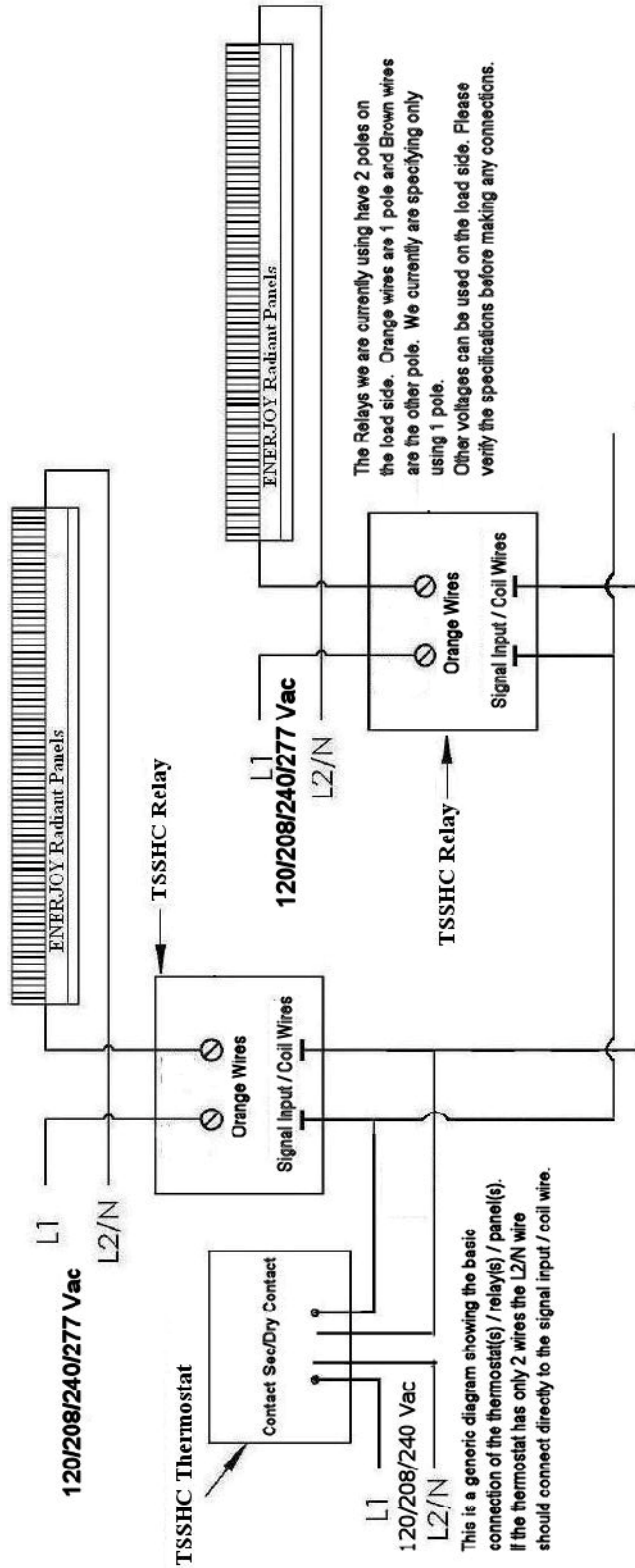 ENERJOY Radiant Panels
L1
120/208/240/277 Vac
L2/N
TSSHC Relay
Orange Wires
Signal Input / Coil Wires
TSSHC Thermostat
Contact Sec/Dry Contact
L1
120/208/240 Vac
L2/N
This is a generic diagram showing the basic
connection of the thermostat(s) / relay(s) / panel(s).
If the thermostat has only 2 wires the L2/N wire
should connect directly to the signal input / coil wire.
ENERJOY Radiant Panels
L1
120/208/240/277 Vac
L2/N
TSSHC Relay
Orange Wires
Signal Input / Coil Wires
The Relays we are currently using have 2 poles on
the load side. Orange wires are 1 pole and Brown wires
are the other pole. We currently are specifying only
using 1 pole.
Other voltages can be used on the load side. Please
verify the specifications before making any connections.